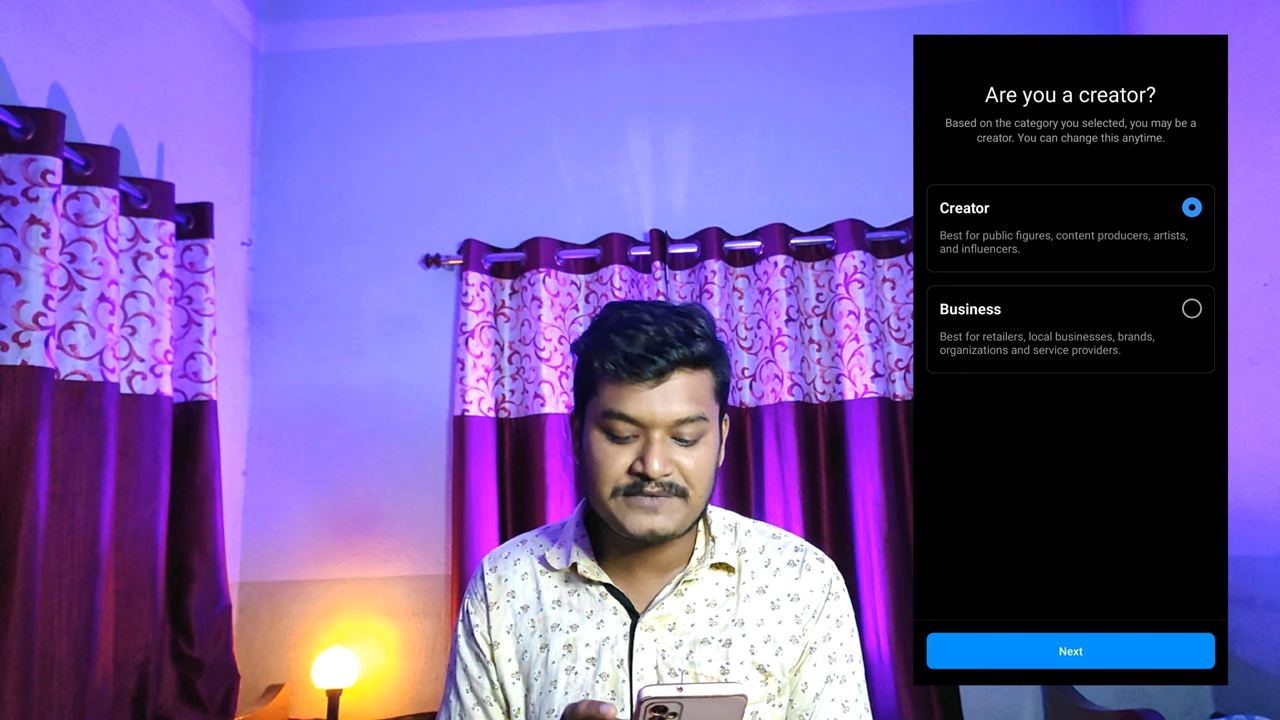 Are you a creator?
Based on the category you selected, you may be a
creator. You can change this anytime.
Creator
Best for public figures, content producers, artists,
and influencers.
Business
Best for retailers, local businesses, brands,
organizations and service providers.
Next